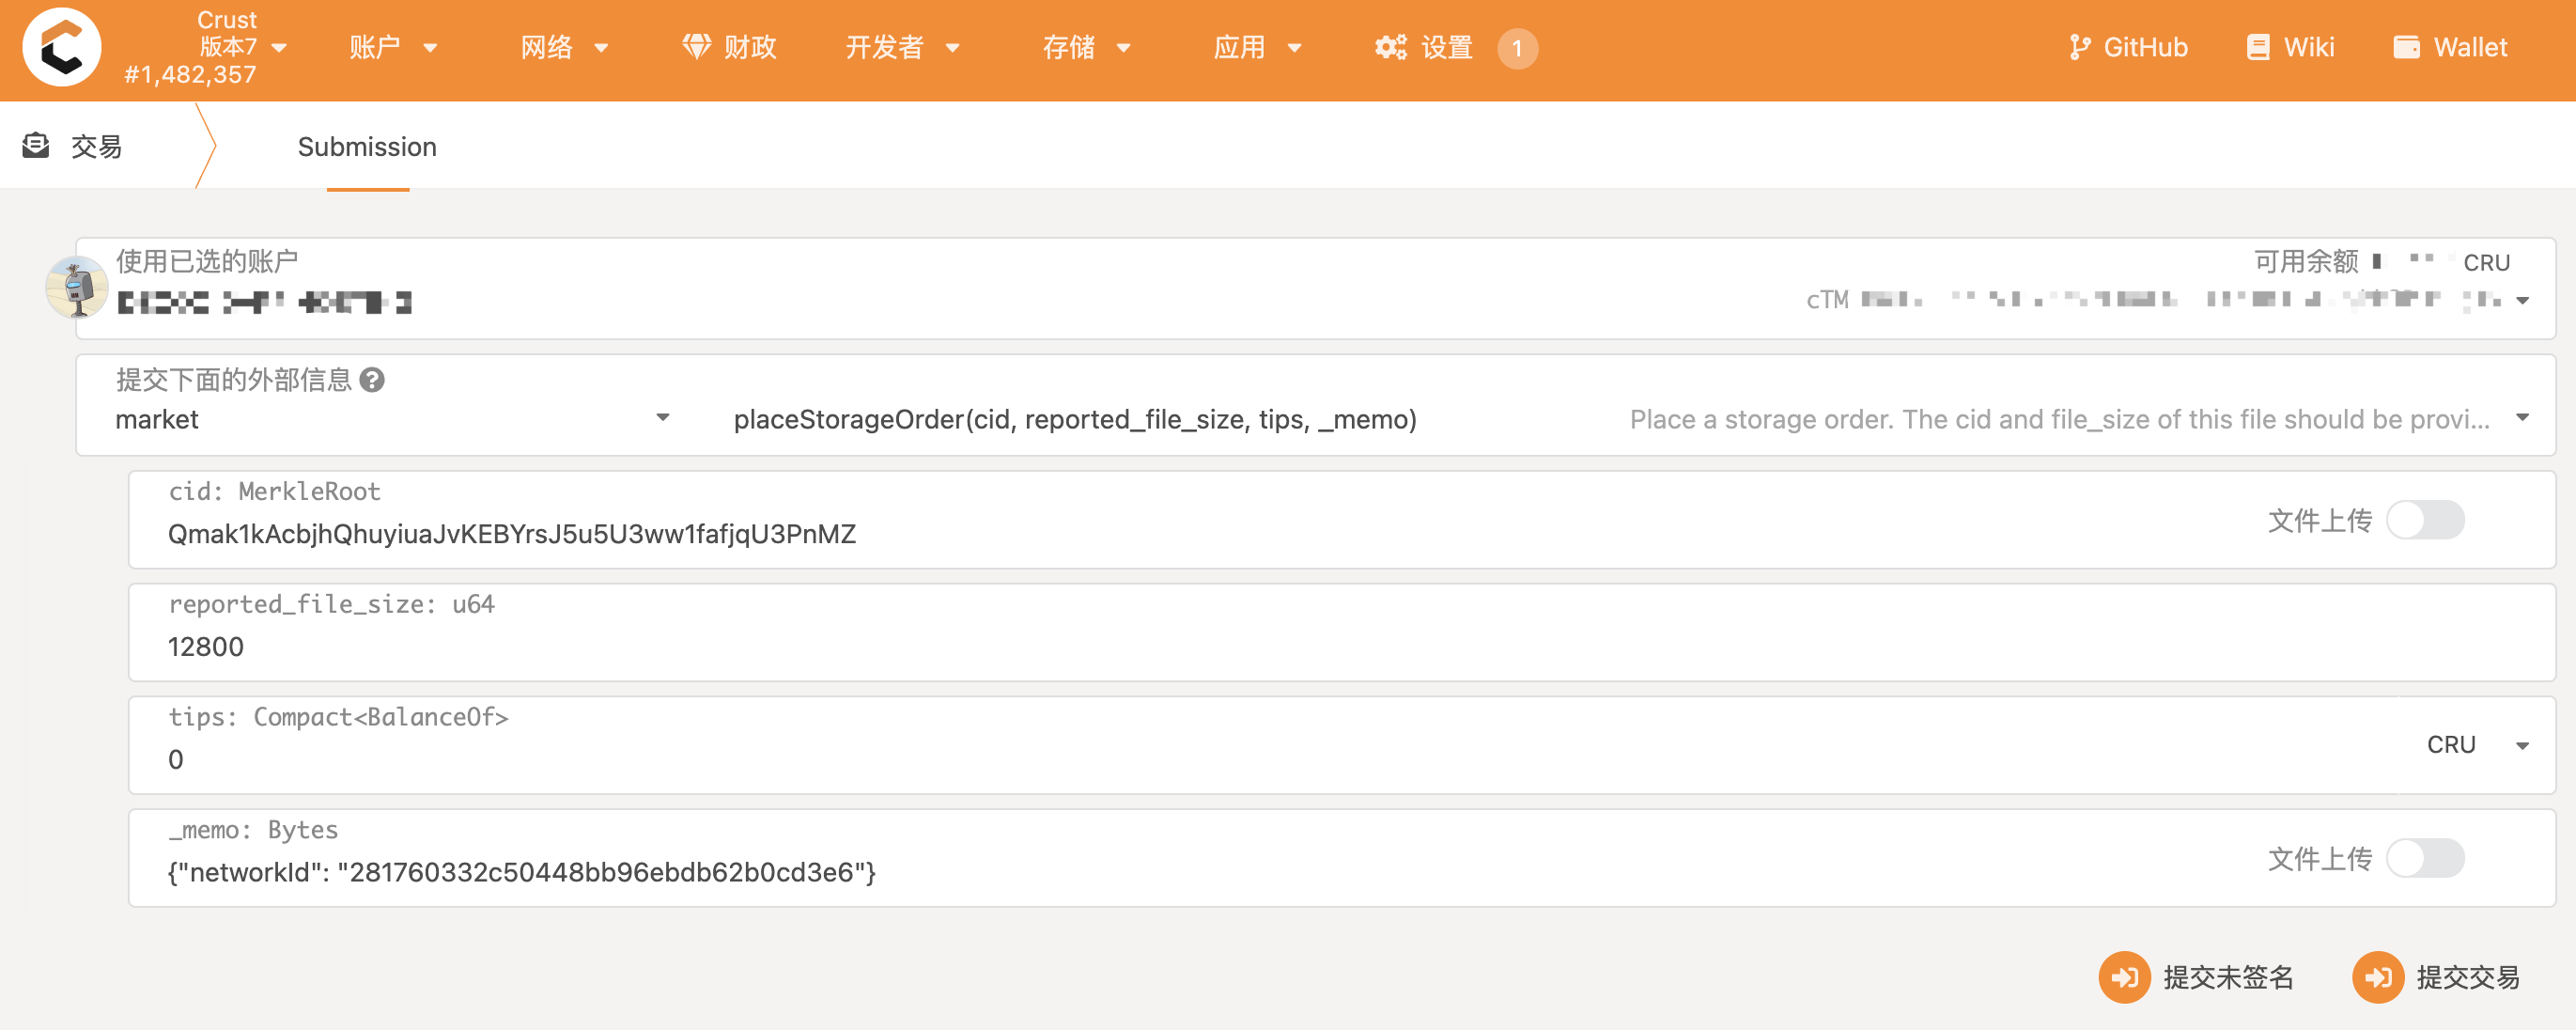 Crust
版本7
#1,482,357
账户
网络
财政
开发者
存储
应用
设置
1
GitHub
Wiki
Wallet
交易
Submission
使用已选的账户
可用余额
CRU
cTM
提交下面的外部信息
market
placeStorageOrder(cid, reported_file_size, tips, _memo)
Place a storage order. The cid and file_size of this file should be provi...
cid: MerkleRoot
Qmak1kAcbjhQhuyiuaJvKEBYrsJ5u5U3ww1fafjqU3PnMZ
文件上传
reported_file_size: u64
12800
tips: Compact<BalanceOf>
0
CRU
_memo: Bytes
{"networkId": "281760332c50448bb96ebdb62b0cd3e6"}
文件上传
提交未签名
提交交易